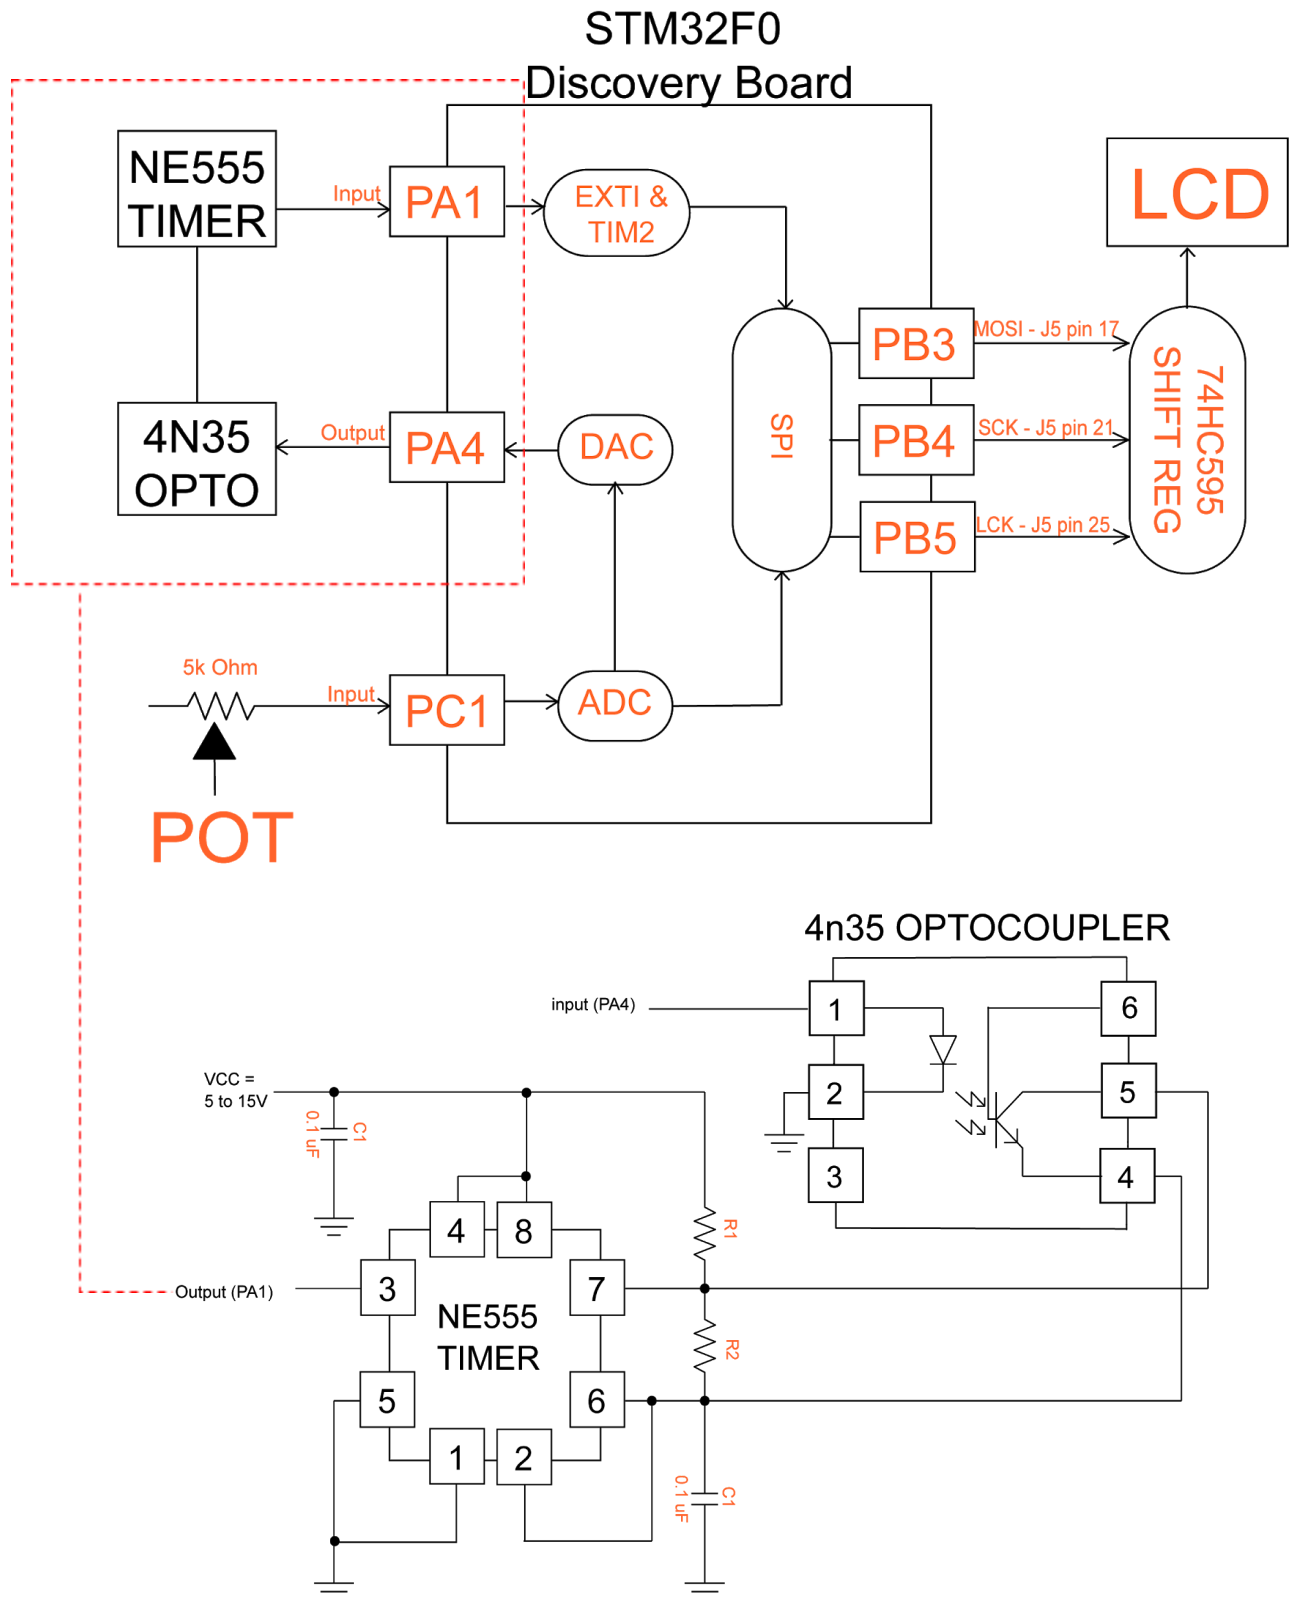 STM32F0
Discovery Board
NE555
TIMER
Input
PA1
EXTI &
TIM2
LCD
PB3
MOSI - J5 pin 17
4N35
OPTO
Output
PA4
DAC
SPI
PB4
SCK - J5 pin 21
74HC595
SHIFT REG
PB5
LCK - J5 pin 25
5k Ohm
Input
PC1
ADC
POT
4n35 OPTOCOUPLER
input (PA4)
1
6
2
5
3
4
VCC =
5 to 15V
C1
0.1 uF
R1
4
8
Output (PA1)
3
7
NE555
TIMER
R2
5
6
1
2
C1
0.1 uF